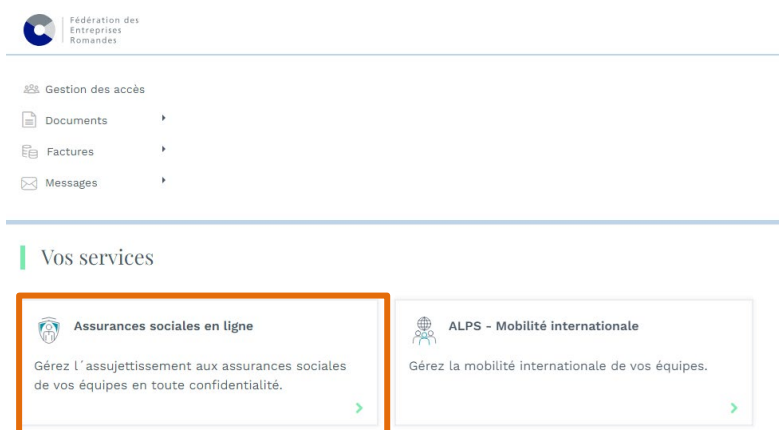 Fédération des
Entreprises
Romandes
Gestion des accès
Documents
Factures
Messages
Vos services
Assurances sociales en ligne
Gérez l´assujettissement aux assurances sociales
de vos équipes en toute confidentialité.
ALPS - Mobilité internationale
Gérez la mobilité internationale de vos équipes.